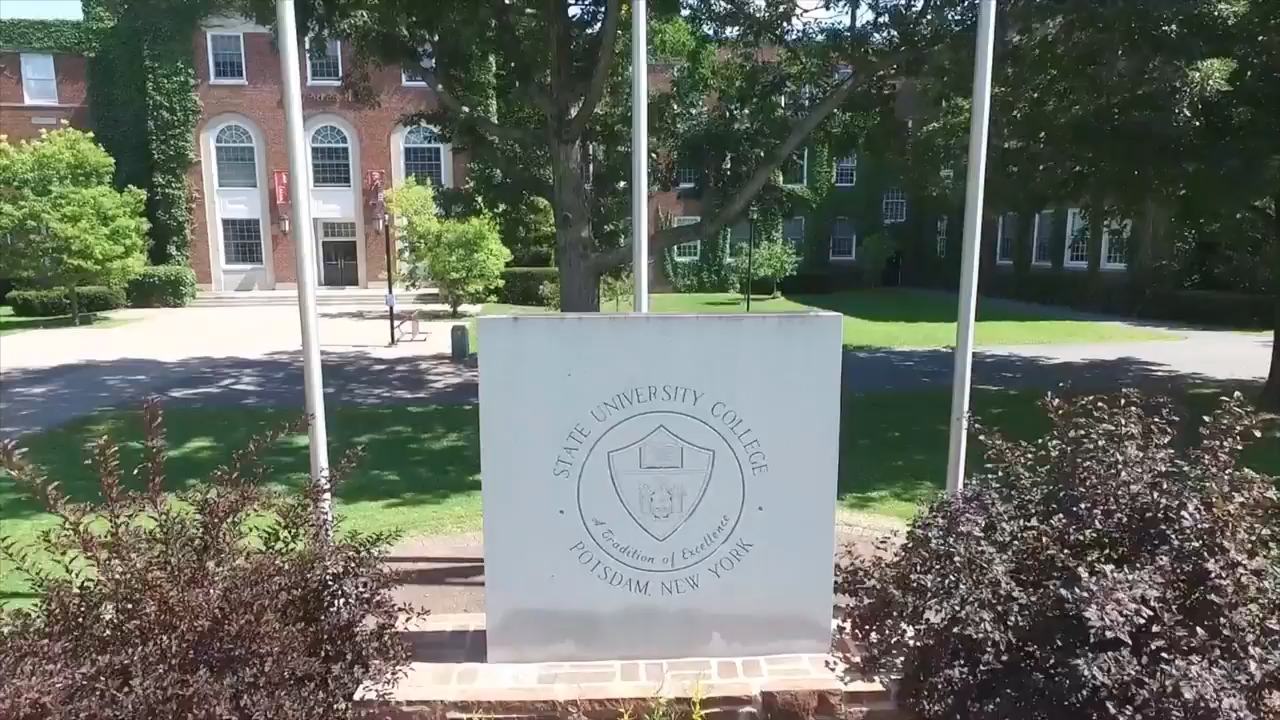 STATE UNIVERSITY COLLEGE
A Tradition of Excellence
POTSDAM, NEW YORK